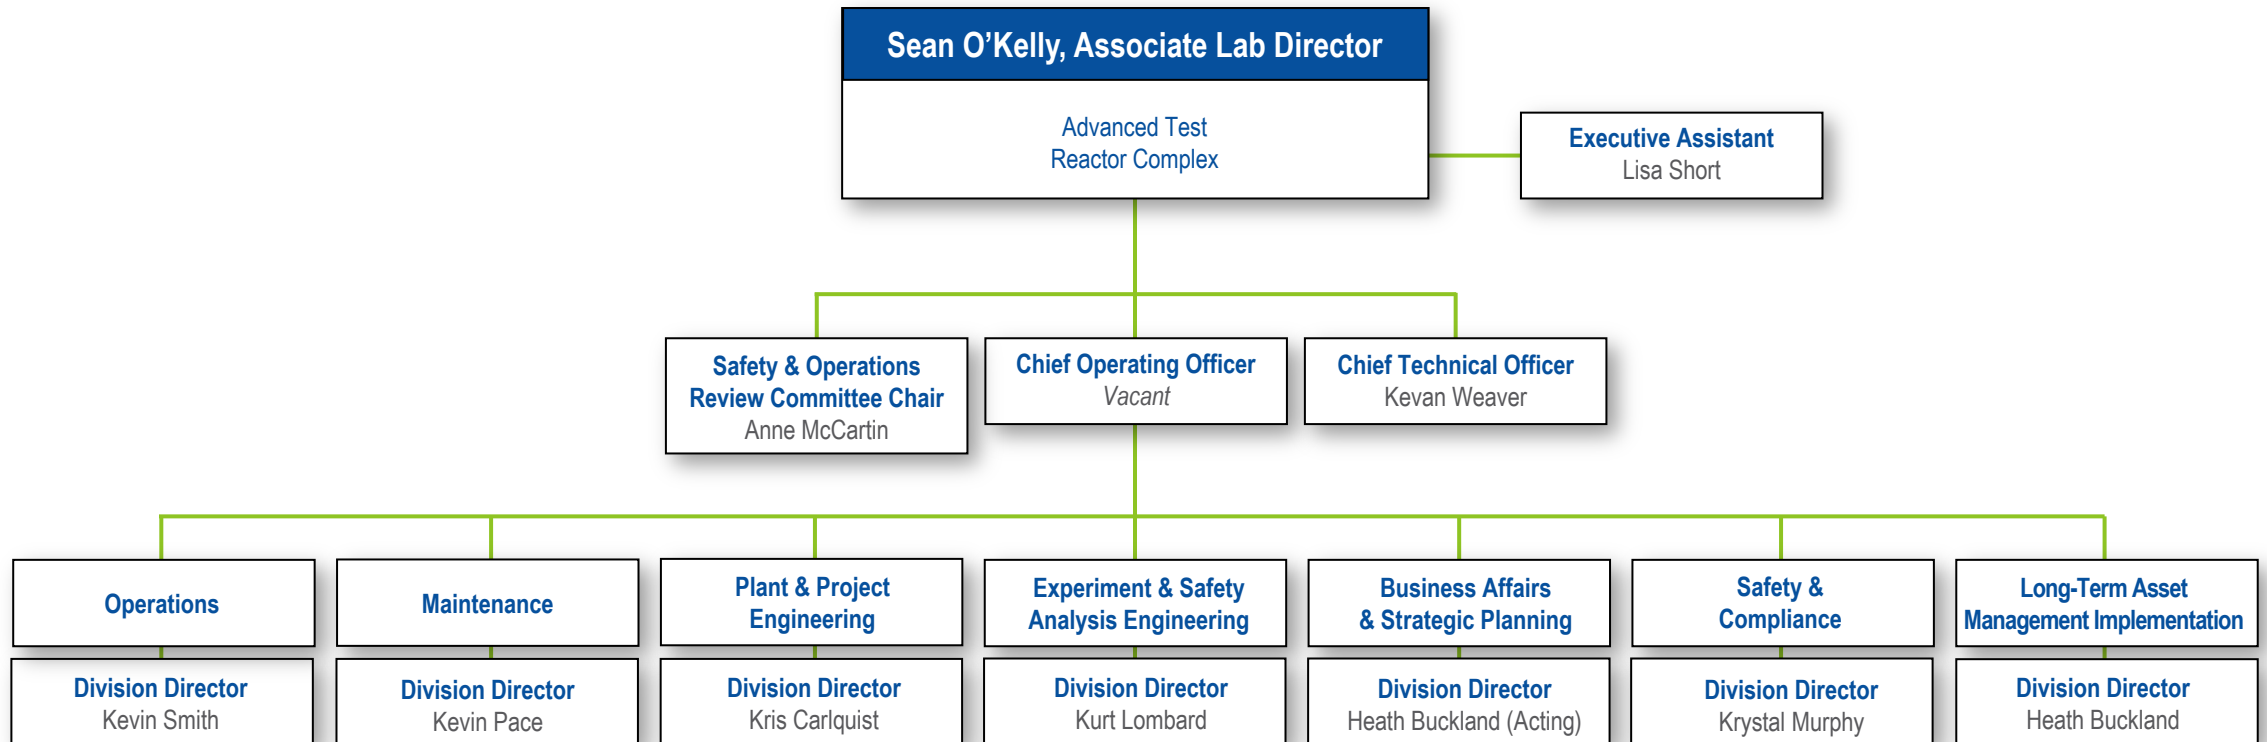 Sean O’Kelly, Associate Lab Director
Advanced Test
Reactor Complex
Executive Assistant
Lisa Short
Safety & Operations
Review Committee Chair
Anne McCartin
Chief Operating Officer
Vacant
Chief Technical Officer
Kevan Weaver
Operations
Division Director
Kevin Smith
Maintenance
Division Director
Kevin Pace
Plant & Project
Engineering
Division Director
Kris Carlquist
Experiment & Safety
Analysis Engineering
Division Director
Kurt Lombard
Business Affairs
& Strategic Planning
Division Director
Heath Buckland (Acting)
Safety &
Compliance
Division Director
Krystal Murphy
Long-Term Asset
Management Implementation
Division Director
Heath Buckland